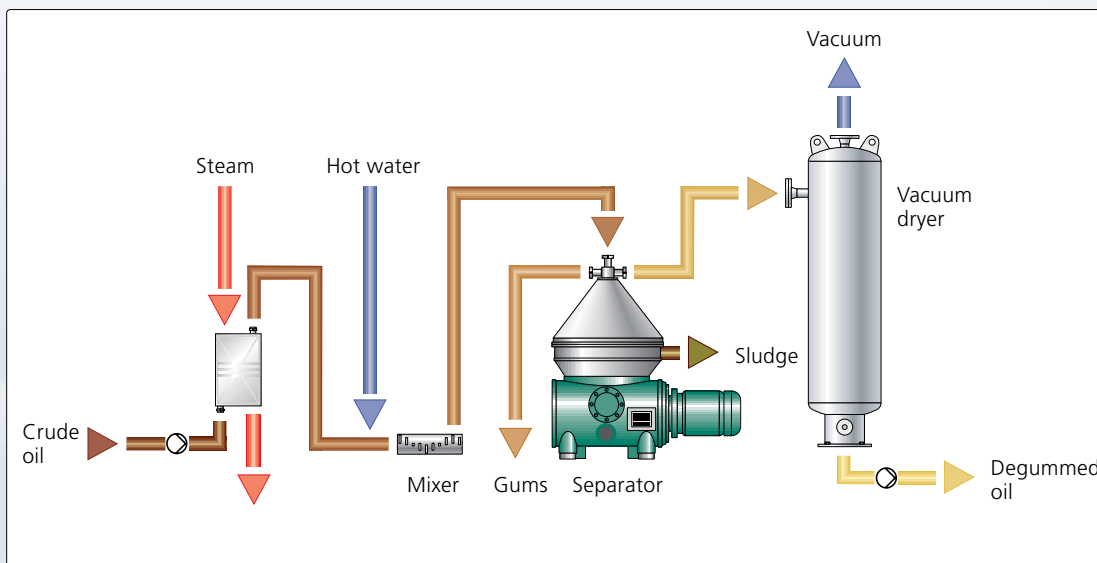 Vacuum
Steam
Hot water
Vacuum
dryer
Sludge
Crude
oil
Mixer
Gums
Separator
Degummed
oil